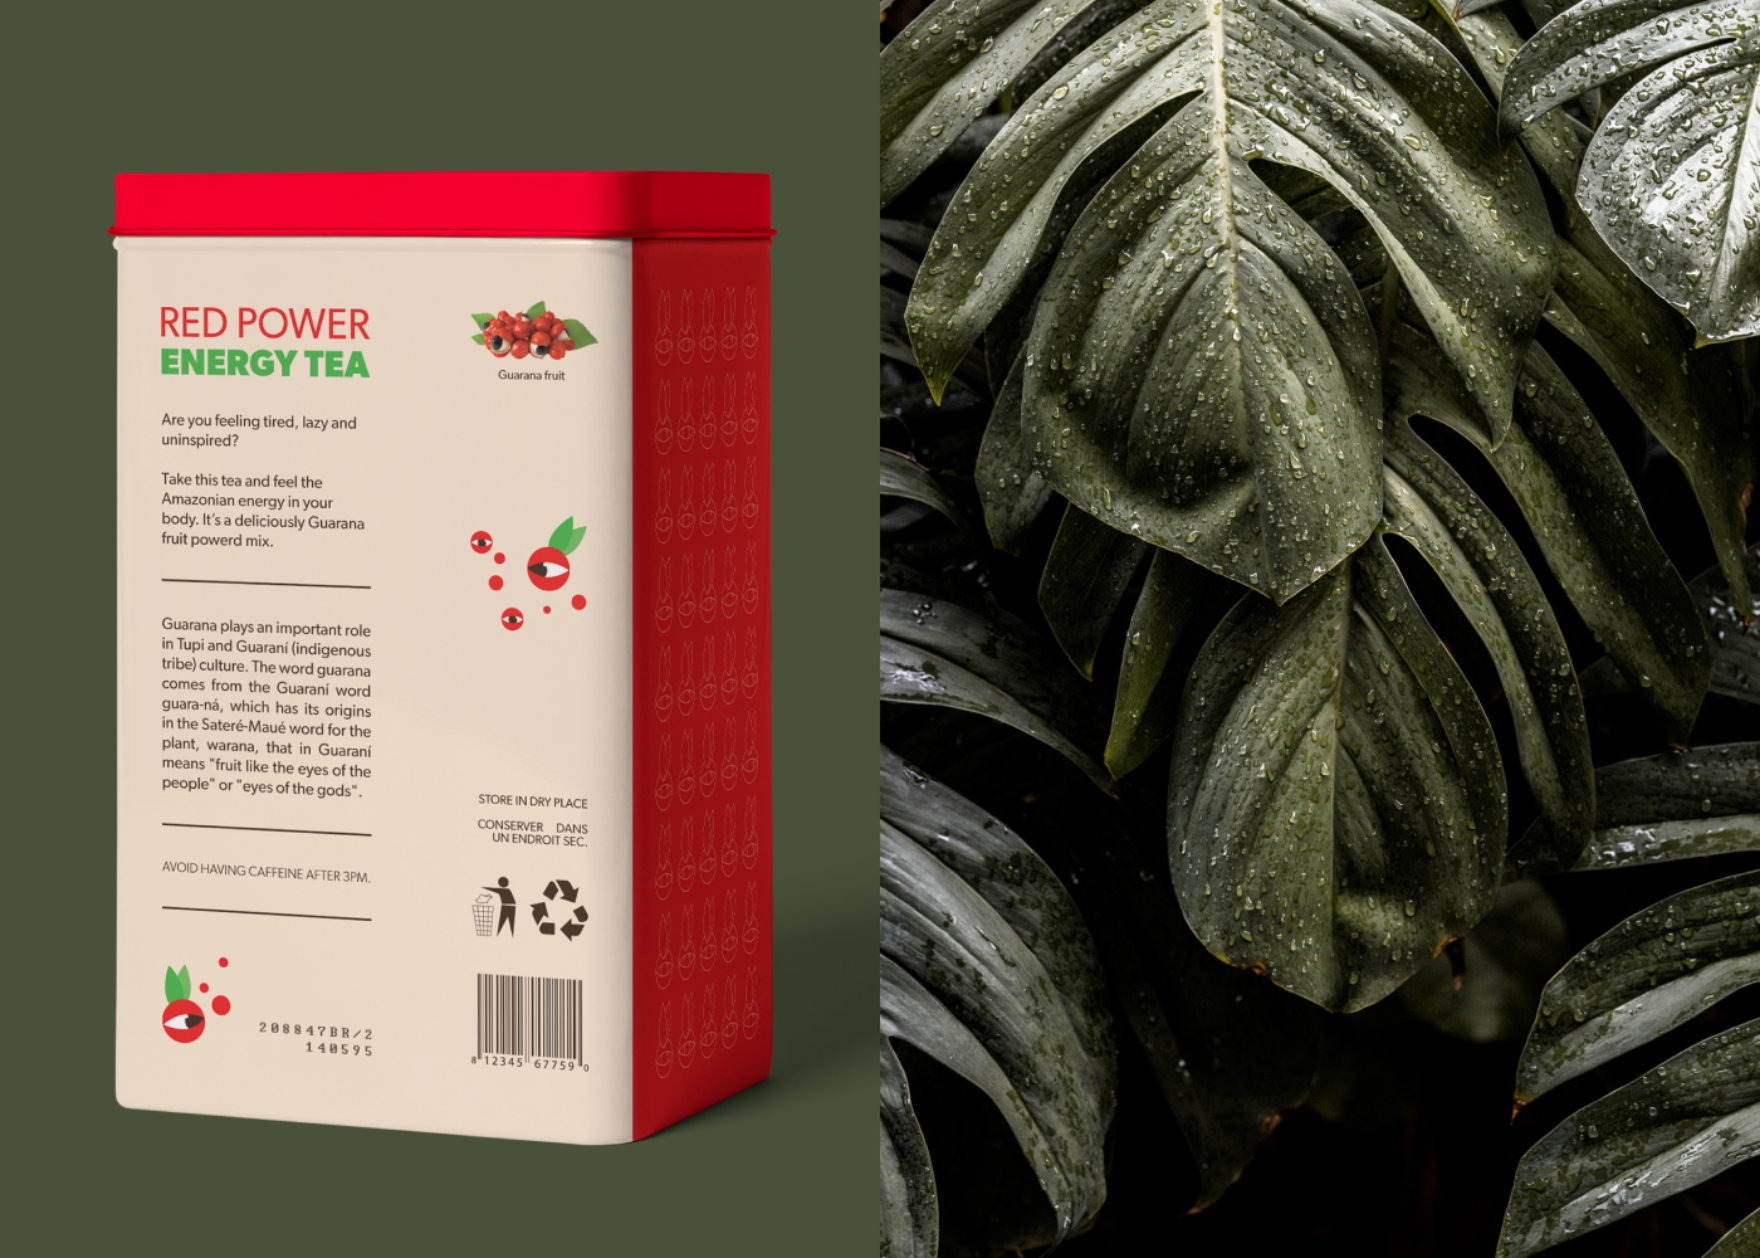 RED POWER
ENERGY TEA
Are you feeling tired, lazy and
uninspired?
Take this tea and feel the
Amazonian energy in your
body. It's a deliciously Guarana
fruit powerd mix.
Guarana plays an important role
in Tupi and Guaraní (indigenous
tribe) culture. The word guarana
comes from the Guaraní word
guara-ná, which has its origins
in the Sateré-Maué word for the
plant, warana, that in Guaraní
means "fruit like the eyes of the
people" or "eyes of the gods".
AVOID HAVING CAFFEINE AFTER 3PM.
208847BR/2
140595
Guarana fruit
STORE IN DRY PLACE
CONSERVER DANS
UN ENDROIT SEC.
8 12345 67759 0